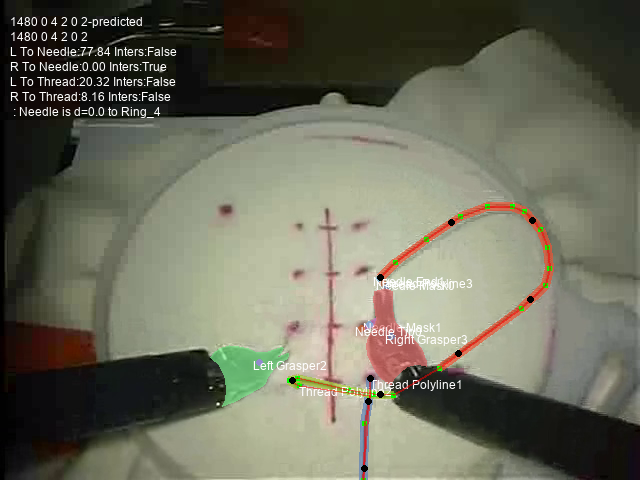 1480 0 4 2 0 2-predicted
1480 0 4 2 0 2
L To Needle:77.84 Inters:False
R To Needle:0.00 Inters:True
L To Thread:20.32 Inters:False
R To Thread:8.16 Inters:False
: Needle is d=0.0 to Ring_4
Right Grasper3
Left Grasper2
Thread Polyline1